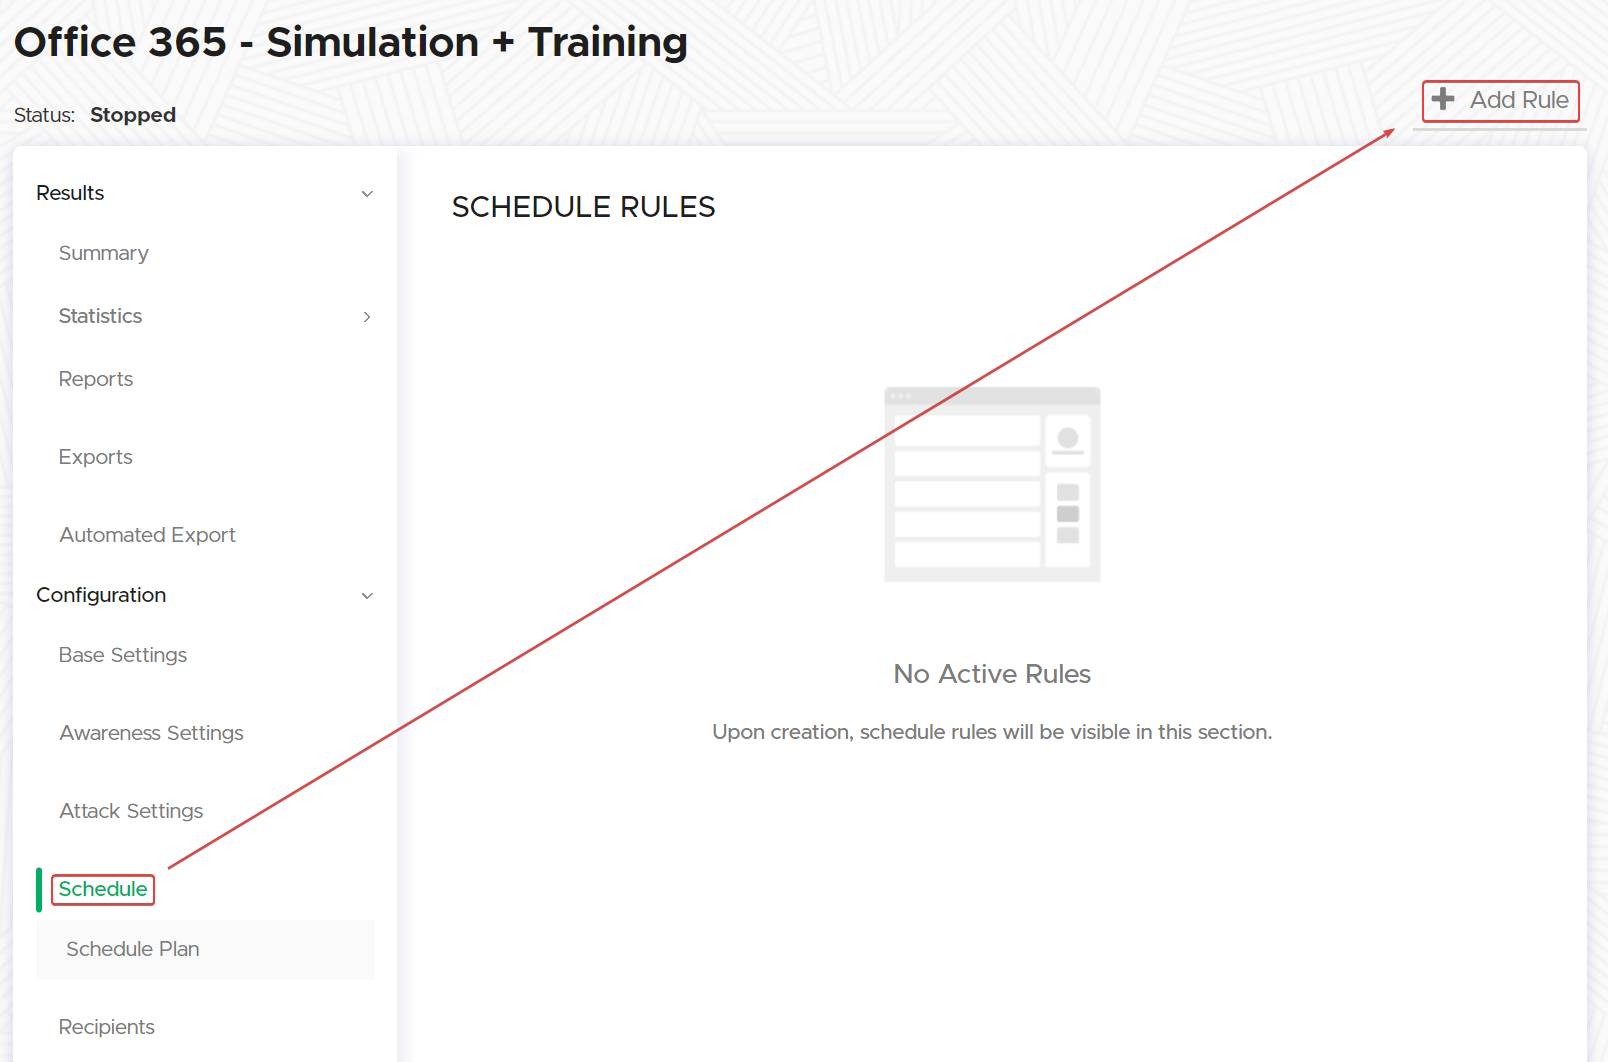 Office 365 - Simulation + Training
Status: Stopped
Add Rule
Results
Summary
Statistics
Reports
Exports
Automated Export
Configuration
Base Settings
Awareness Settings
Attack Settings
Schedule
Schedule Plan
Recipients
SCHEDULE RULES
No Active Rules
Upon creation, schedule rules will be visible in this section.